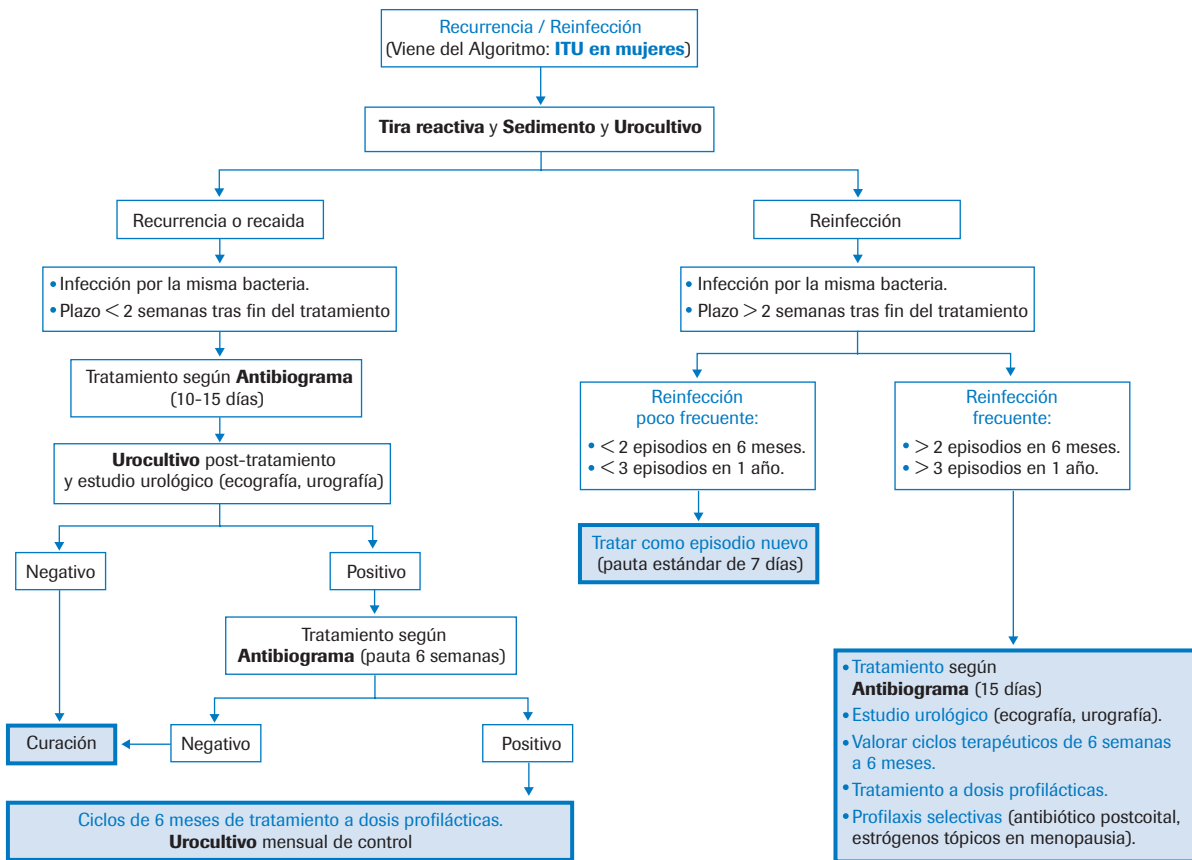 Recurrencia / Reinfección
(Viene del Algoritmo: ITU en mujeres)
Tira reactiva y Sedimento y Urocultivo
Recurrencia o recaida
• Infección por la misma bacteria.
• Plazo < 2 semanas tras fin del tratamiento
Tratamiento según Antibiograma
(10-15 días)
Urocultivo post-tratamiento
y estudio urológico (ecografía, urografía)
Negativo
Positivo
Tratamiento según
Antibiograma (pauta 6 semanas)
Curación
Negativo
Positivo
Ciclos de 6 meses de tratamiento a dosis profilácticas.
Urocultivo mensual de control
Reinfección
• Infección por la misma bacteria.
• Plazo > 2 semanas tras fin del tratamiento
Reinfección
poco frecuente:
• < 2 episodios en 6 meses.
• < 3 episodios en 1 año.
Tratar como episodio nuevo
(pauta estándar de 7 días)
Reinfección
frecuente:
• > 2 episodios en 6 meses.
• > 3 episodios en 1 año.
• Tratamiento según
Antibiograma (15 días)
• Estudio urológico (ecografía, urografía).
• Valorar ciclos terapéuticos de 6 semanas
a 6 meses.
• Tratamiento a dosis profilácticas.
• Profilaxis selectivas (antibiótico postcoital,
estrógenos tópicos en menopausia).